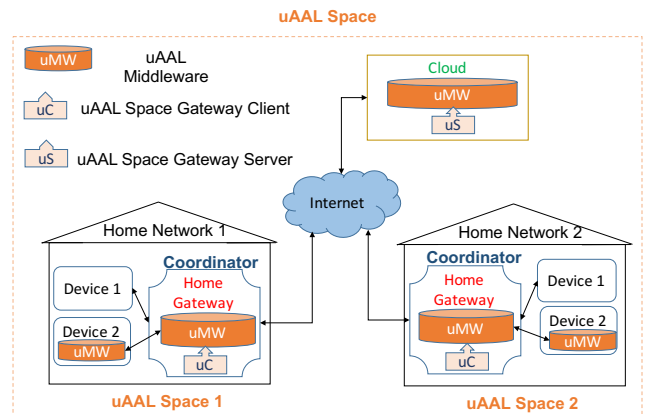 uAAL Space
uMW
uAAL
Middleware
uC
uAAL Space Gateway Client
uS
uAAL Space Gateway Server
Cloud
uMW
uS
Internet
Home Network 1
Coordinator
Device 1
Home
Gateway
Device 2
uMW
uMW
uC
uAAL Space 1
Home Network 2
Coordinator
Home
Gateway
Device 1
uMW
Device 2
uMW
uC
uAAL Space 2